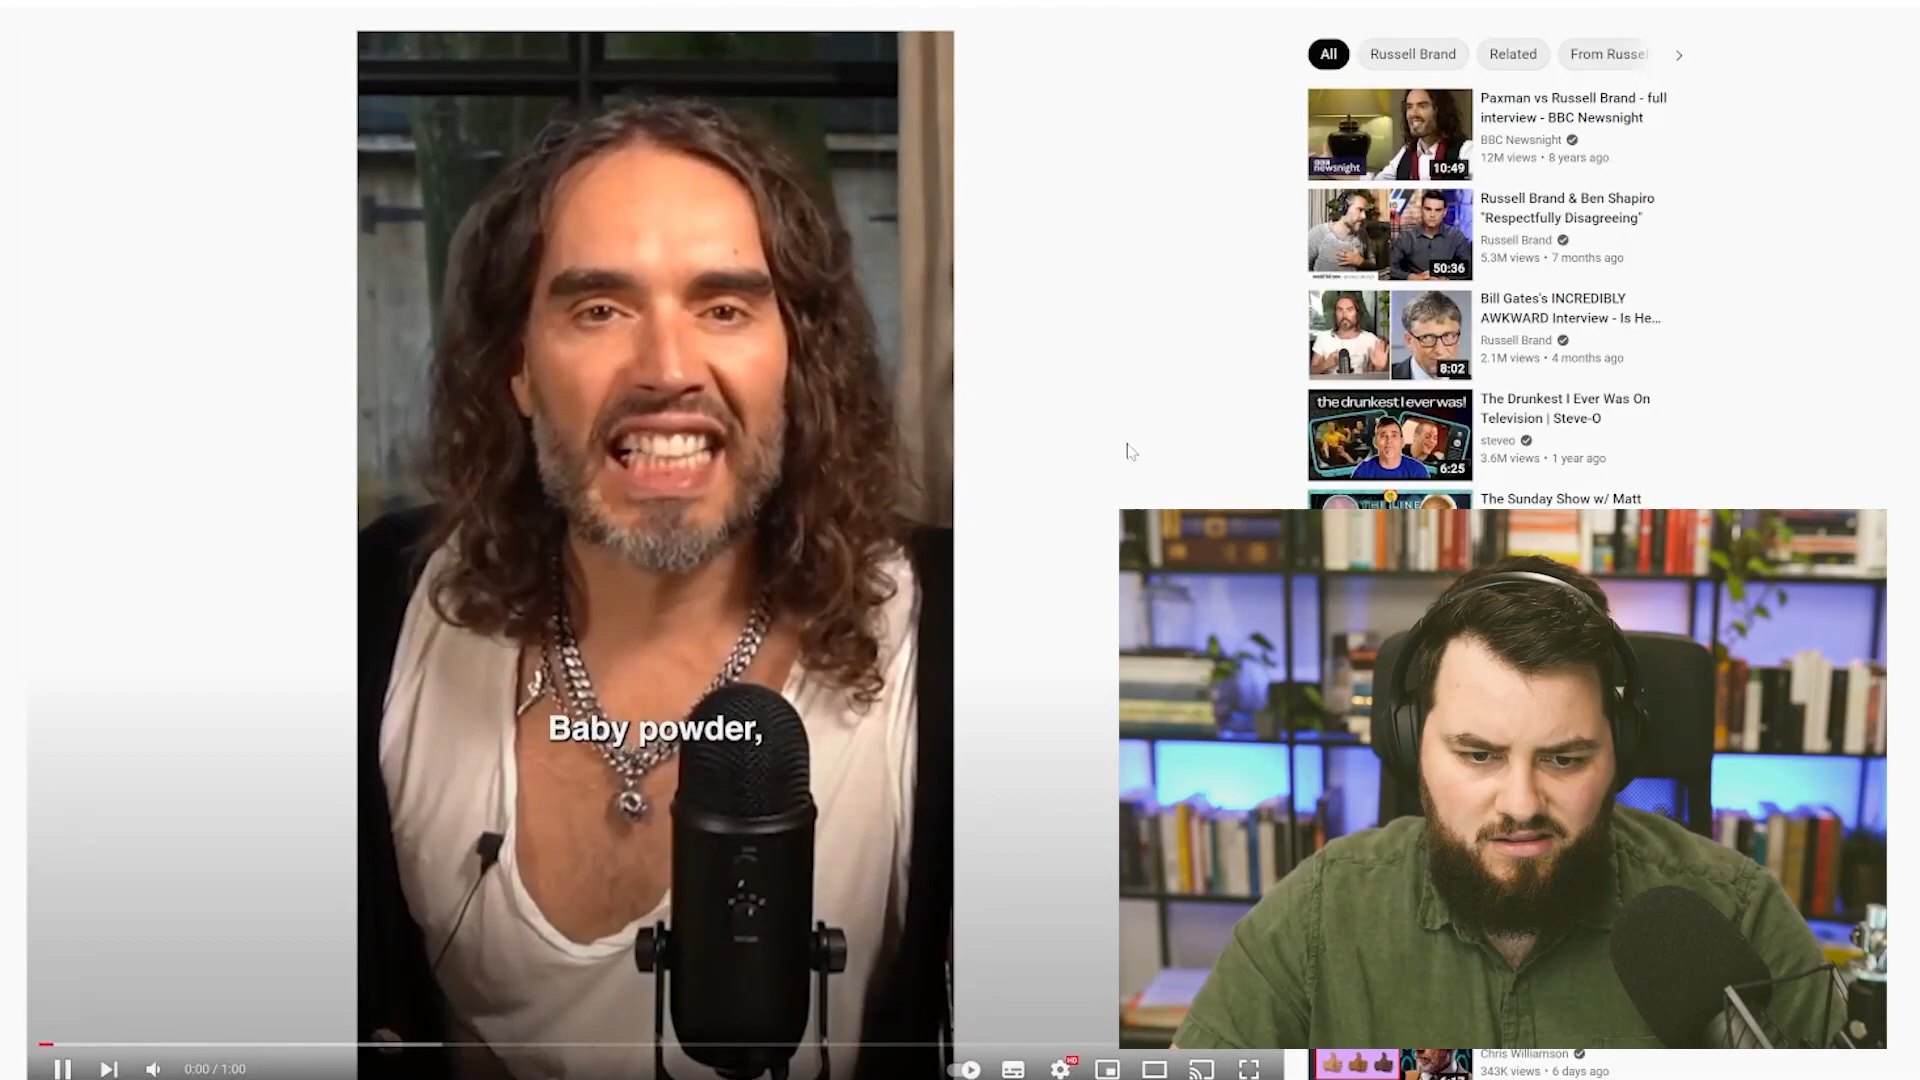 All
Russell Brand
Related
From Russel
Paxman vs Russell Brand - full
interview - BBC Newsnight
BBC Newsnight
12M views • 8 years ago
BBC
newsnight
10:49
Russell Brand & Ben Shapiro
"Respectfully Disagreeing"
Russell Brand
5.3M views • 7 months ago
50:36
Bill Gates's INCREDIBLY
AWKWARD Interview - Is He...
Russell Brand
2.1M views • 4 months ago
8:02
the drunkest I ever was!
The Drunkest I Ever Was On
Television | Steve-O
steveo
3.6M views • 1 year ago
6:25
The Sunday Show w/ Matt
Baby powder,
Chris Williamson
343K views • 6 days ago
0:00 / 1:00
HD